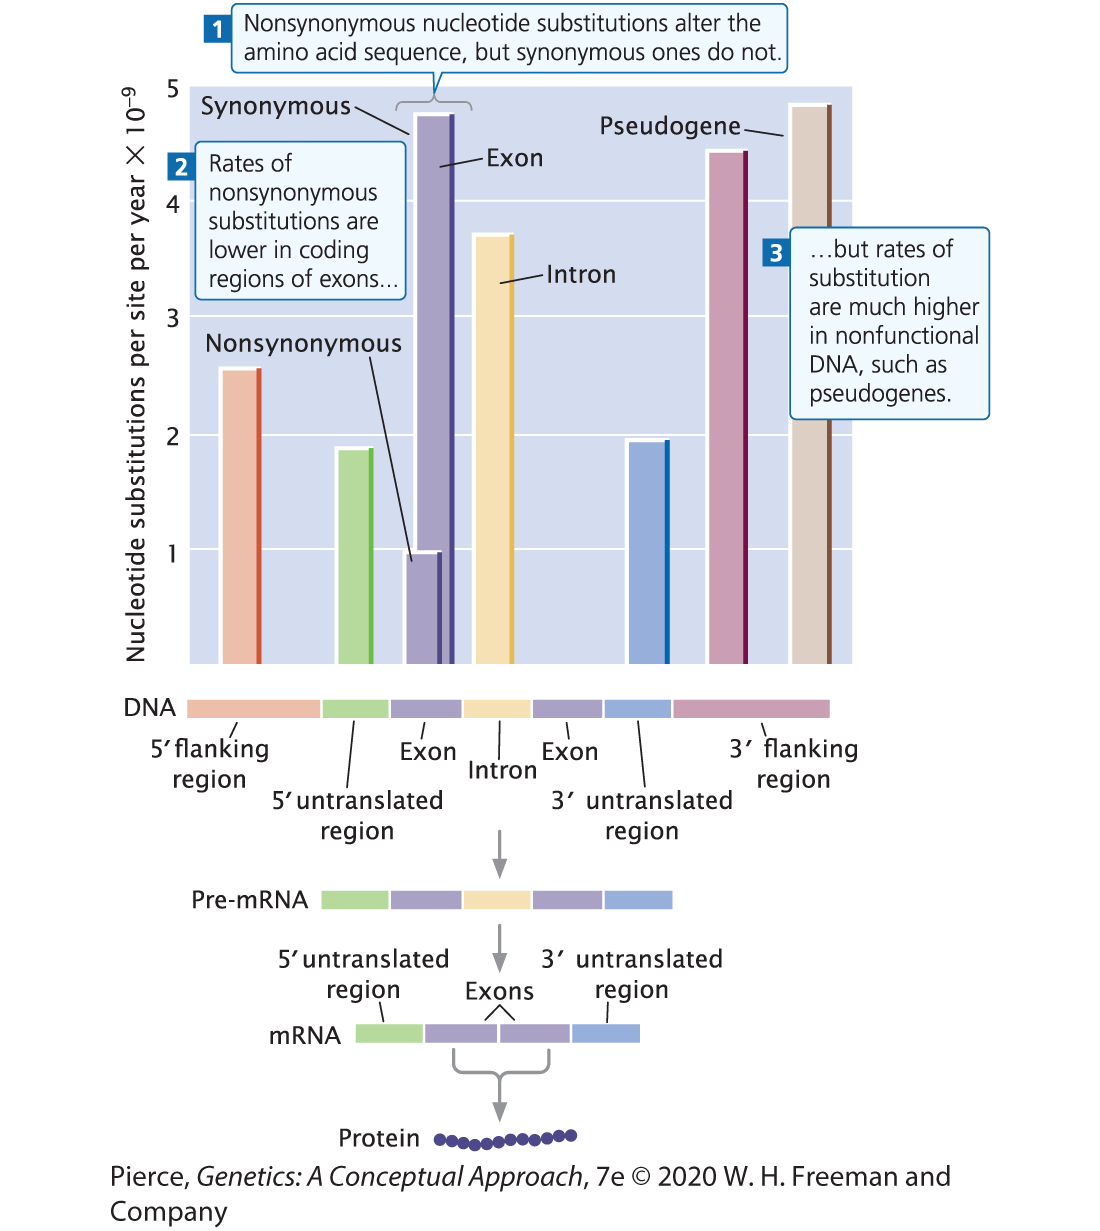 1
Nonsynonymous nucleotide substitutions alter the
amino acid sequence, but synonymous ones do not.
Nucleotide substitutions per site per year × 10–9
5
4
3
2
1
Synonymous
Exon
Pseudogene
2
Rates of
nonsynonymous
substitutions are
lower in coding
regions of exons…
Intron
3
…but rates of
substitution
are much higher
in nonfunctional
DNA, such as
pseudogenes.
Nonsynonymous
DNA
5′ flanking
region
5′ untranslated
region
Exon
Intron
Exon
3′ untranslated
region
3′ flanking
region
Pre-mRNA
5′ untranslated
region
Exons
3′ untranslated
region
mRNA
Protein
Pierce, Genetics: A Conceptual Approach, 7e © 2020 W. H. Freeman and
Company